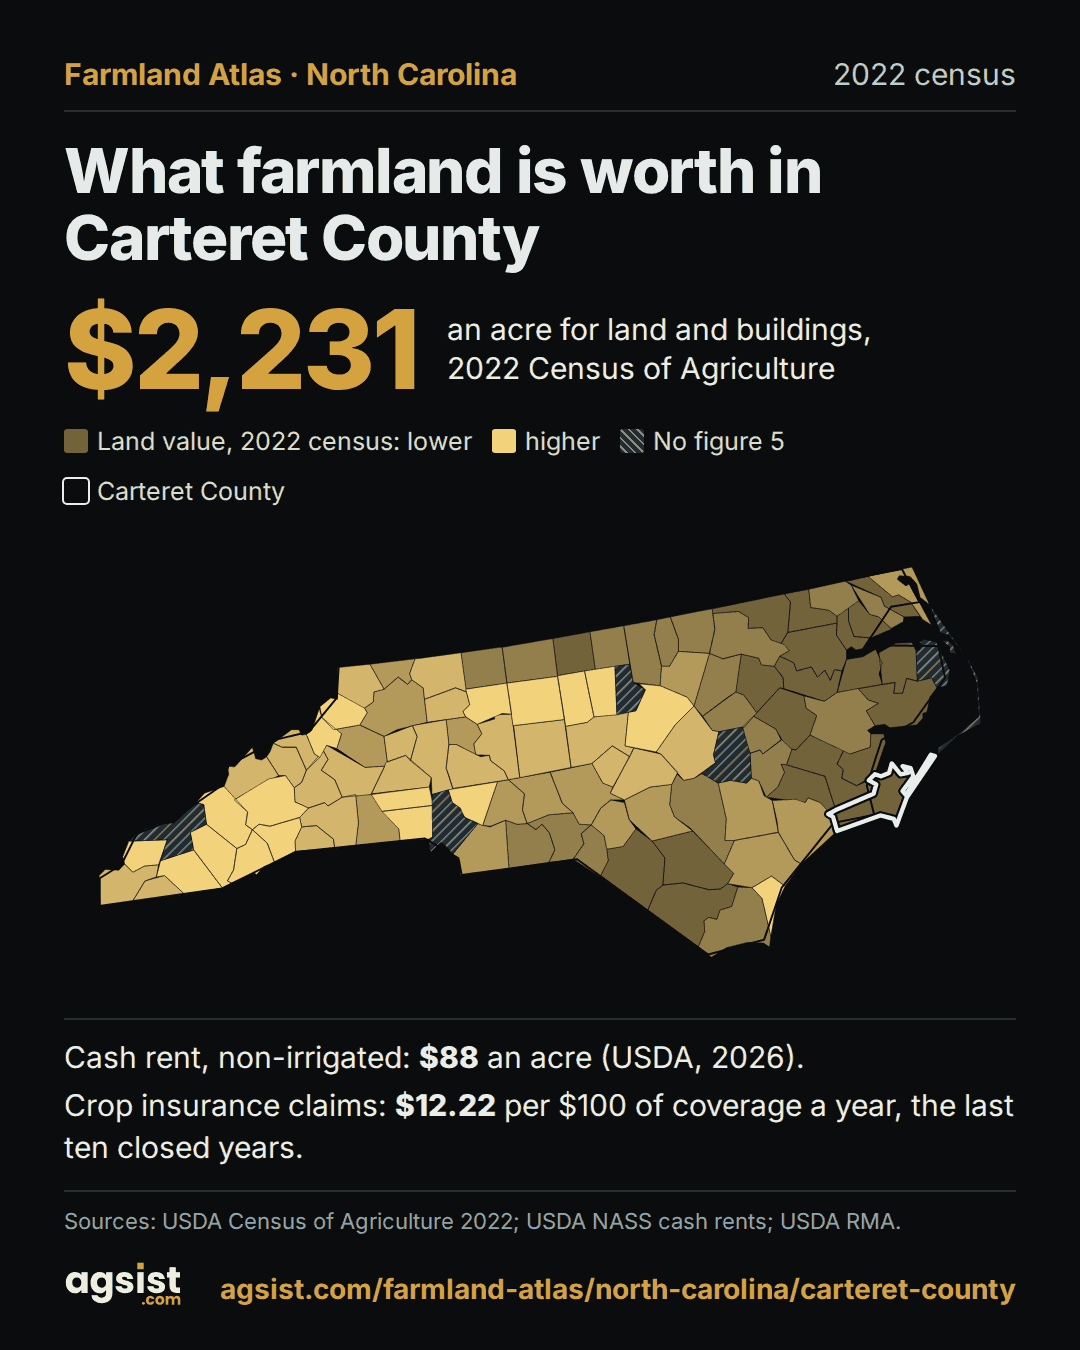 Farmland Atlas · North Carolina
2022 census
What farmland is worth in
Carteret County
$2,231
an acre for land and buildings,
2022 Census of Agriculture
Land value, 2022 census: lower
higher
No figure 5
Carteret County
Cash rent, non-irrigated: $88 an acre (USDA, 2026).
Crop insurance claims: $12.22 per $100 of coverage a year, the last
ten closed years.
Sources: USDA Census of Agriculture 2022; USDA NASS cash rents; USDA RMA.
agsist
.com
agsist.com/farmland-atlas/north-carolina/carteret-county